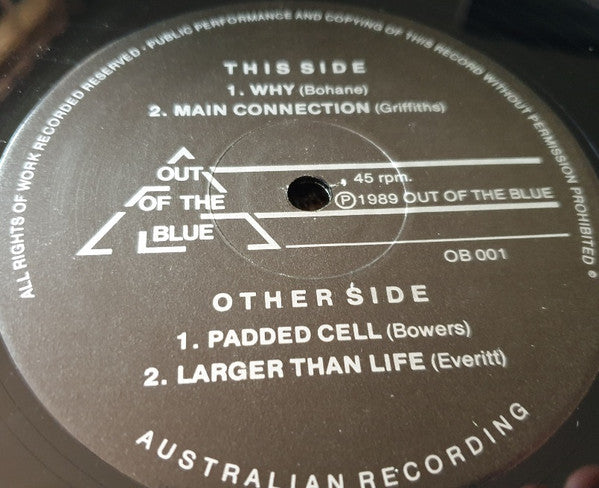 ALL RIGHTS OF WORK RECORDED RESERVED · PUBLIC PERFORMANCE AND COPYING OF THIS RECORD WITHOUT PERMISSION PROHIBITED
THIS SIDE
1. WHY (Bohane)
2. MAIN CONNECTION (Griffiths)
OUT
OF THE
BLUE
45 rpm.
Ⓟ 1989 OUT OF THE BLUE
OB 001
OTHER SIDE
1. PADDED CELL (Bowers)
2. LARGER THAN LIFE (Everitt)
AUSTRALIAN RECORDING